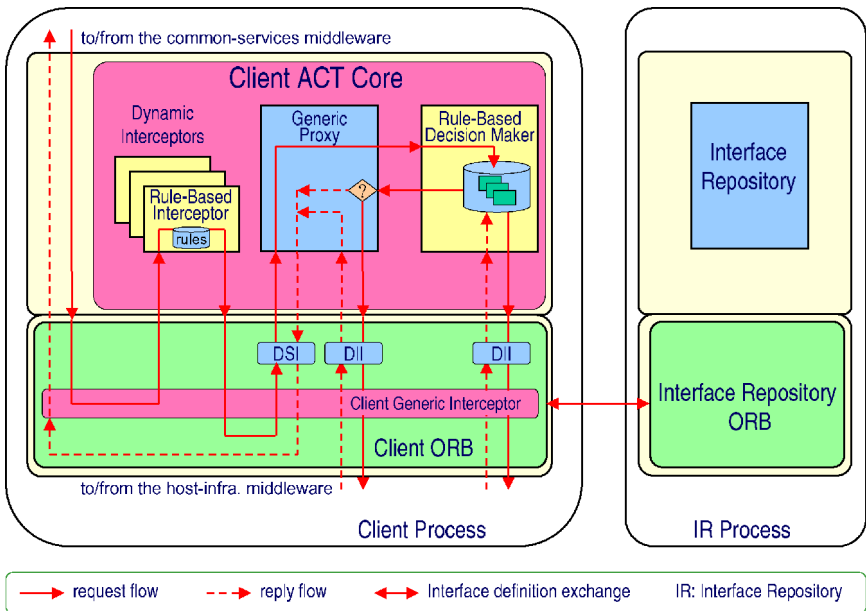 to/from the common-services middleware
Client ACT Core
Dynamic
Interceptors
Rule-Based
Interceptor
rules
Generic
Proxy
?
Rule-Based
Decision Maker
Interface
Repository
DSI
DII
DII
Client Generic Interceptor
Client ORB
Interface Repository
ORB
to/from the host-infra. middleware
Client Process
IR Process
request flow
reply flow
Interface definition exchange
IR: Interface Repository